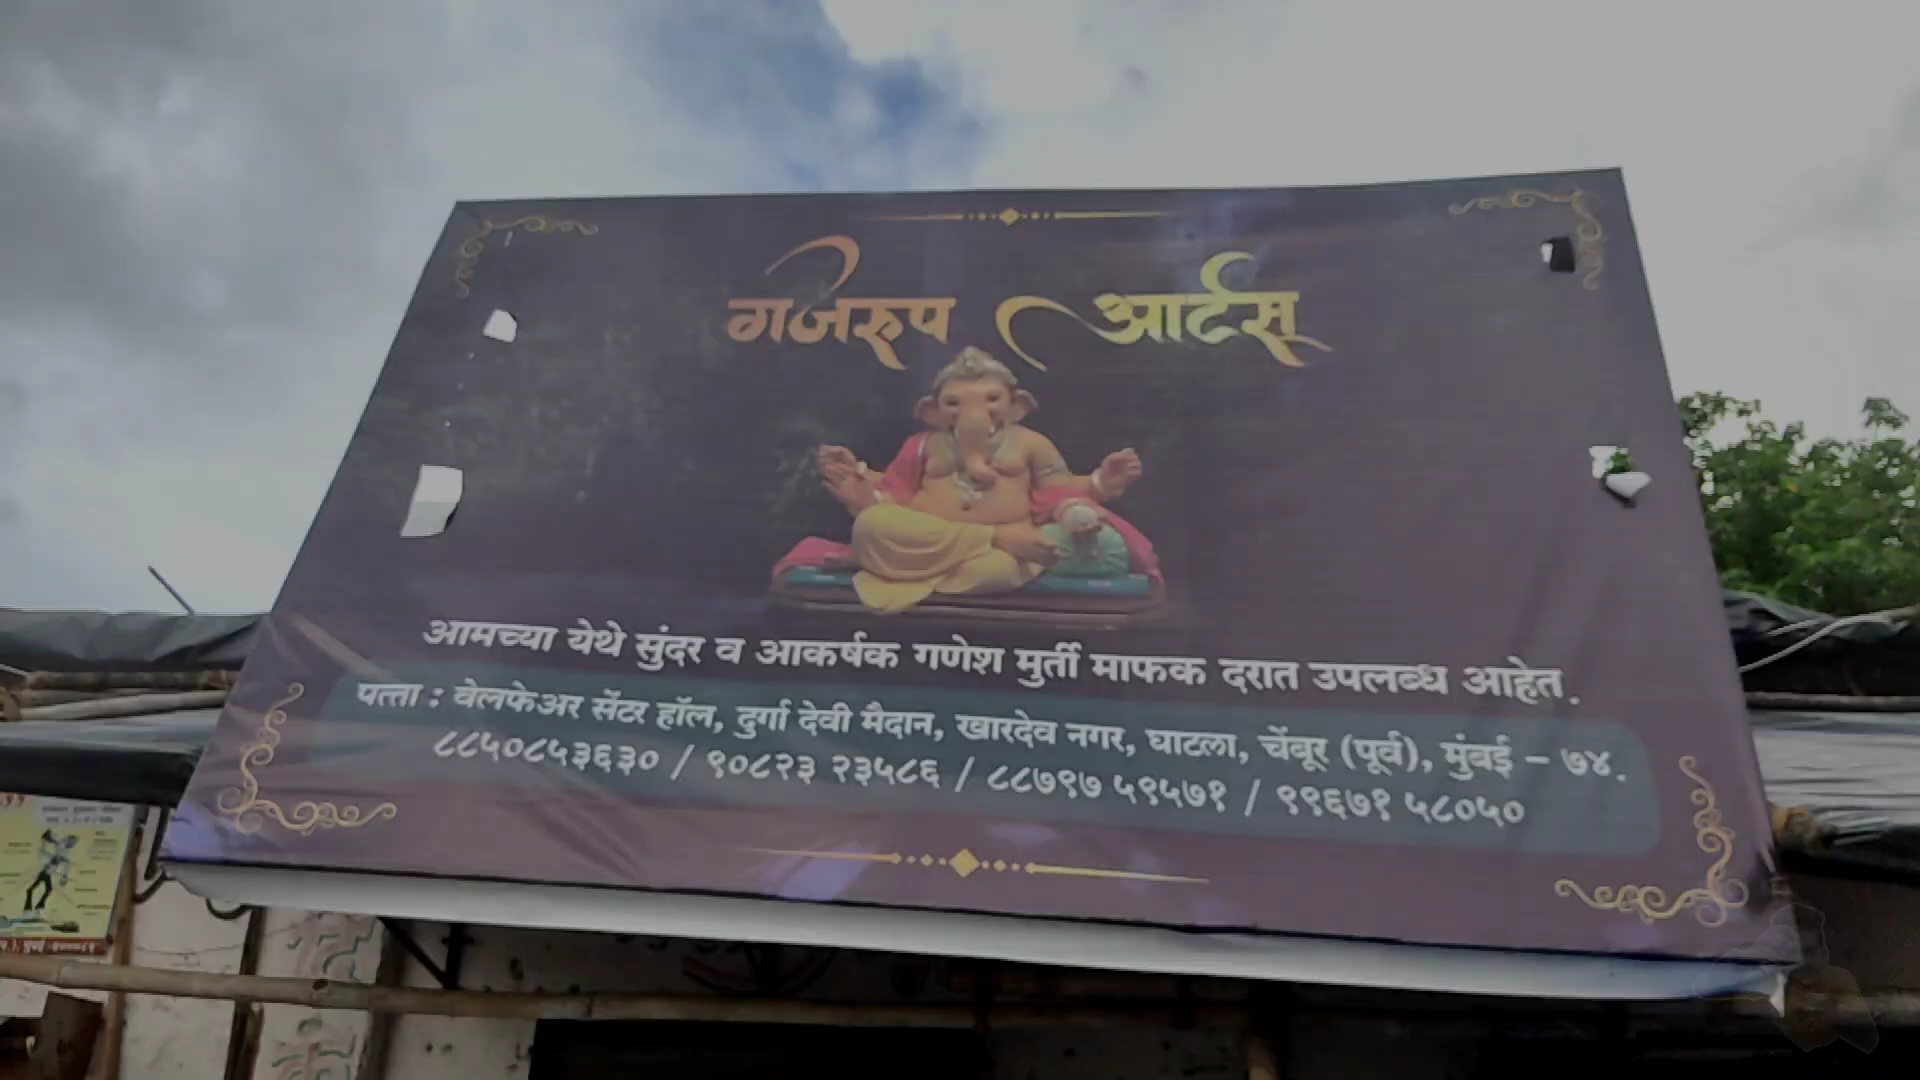 गजरुप आर्टस्
आमच्या येथे सुंदर व आकर्षक गणेश मुर्ती माफक दरात उपलब्ध आहेत.
पत्ता : वेलफेअर सेंटर हॉल, दुर्गा देवी मैदान, खारदेव नगर, घाटला, चेंबूर (पूर्व), मुंबई - ७४.
८८५०८५३६३० / ९०८२३ २३५८६ / ८८७९७ ५९५७१ / ९९६७१ ५८०५०